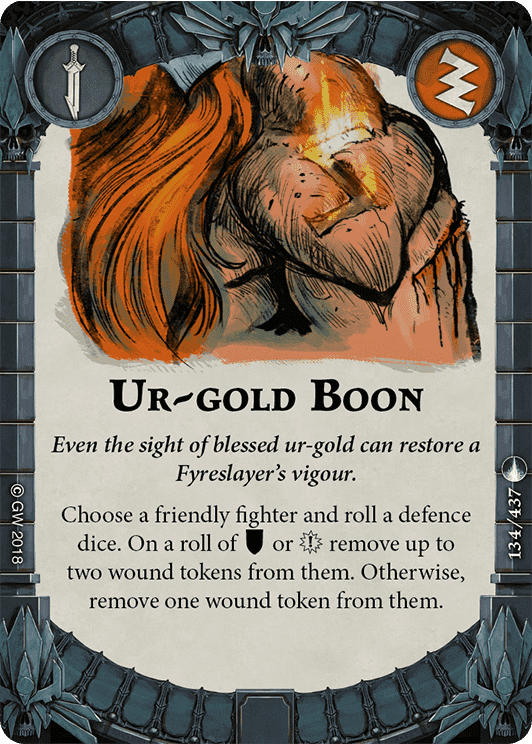 Ur~gold Boon
Even the sight of blessed ur-gold can restore a
Fyreslayer's vigour.
Choose a friendly fighter and roll a defence
dice. On a roll of or remove up to
two wound tokens from them. Otherwise,
remove one wound token from them.
© GW 2018
134/437